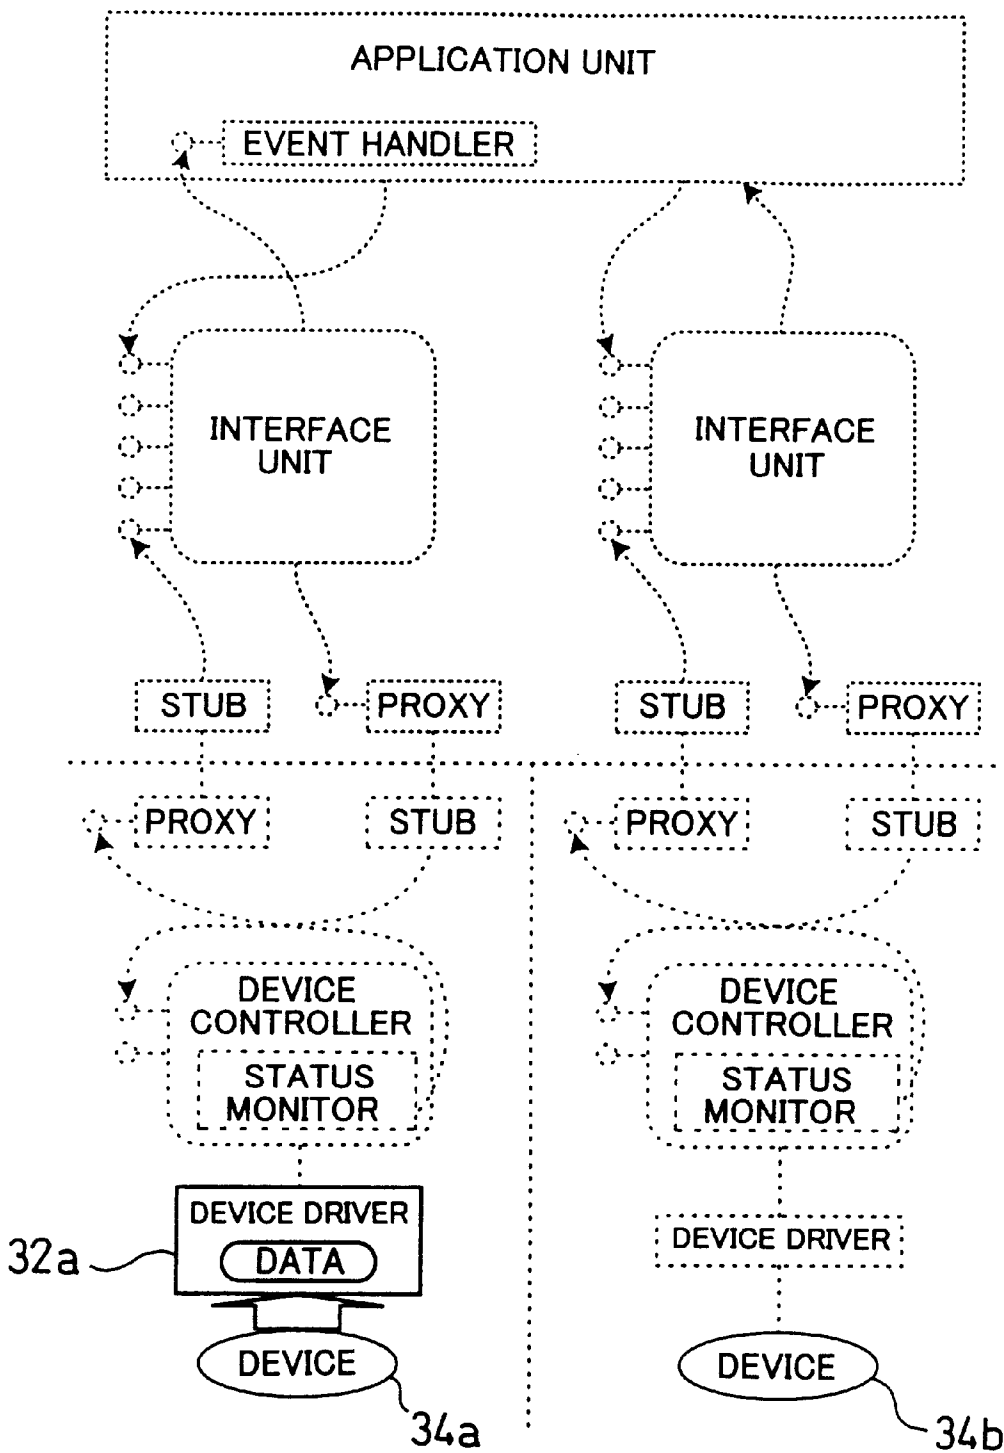 APPLICATION UNIT
EVENT HANDLER
INTERFACE
UNIT
INTERFACE
UNIT
STUB
PROXY
STUB
PROXY
PROXY
STUB
PROXY
STUB
DEVICE
CONTROLLER
STATUS
MONITOR
DEVICE
CONTROLLER
STATUS
MONITOR
DEVICE DRIVER
DATA
32a
DEVICE DRIVER
DEVICE
34a
DEVICE
34b